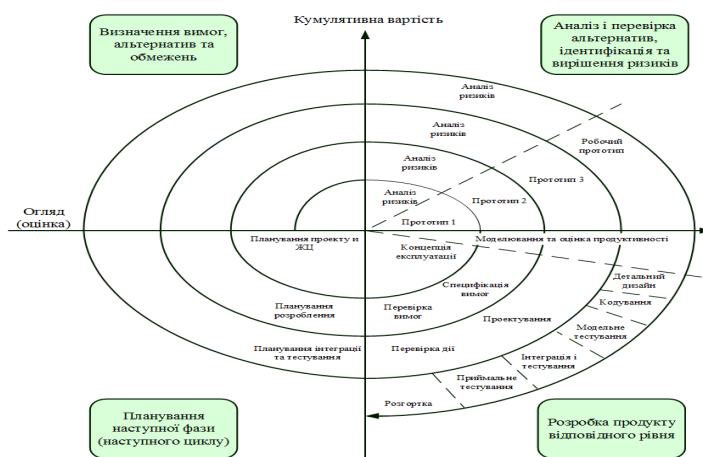 Визначення вимог,
альтернатив та
обмежень
Кумулятивна вартість
Аналіз і перевірка
альтернатив,
ідентифікація та
вирішення ризиків
Аналіз
ризиків
Аналіз
ризиків
Робочий
прототип
Аналіз
ризиків
Прототип 3
Аналіз
ризиків
Прототип 2
Прототип 1
Огляд
(оцінка)
Планування проекту и
ЖЦ
Концепція
експлуатації
Моделювання та оцінка продуктивності
Детальний
дизайн
Специфікація
вимог
Кодування
Планування
розроблення
Перевірка
вимог
Проектування
Модельне
тестування
Планування інтеграції
та тестування
Перевірка дії
Інтеграція і
тестування
Приймальне
тестування
Розгортка
Планування
наступної фази
(наступного циклу)
Розробка продукту
відповідного рівня